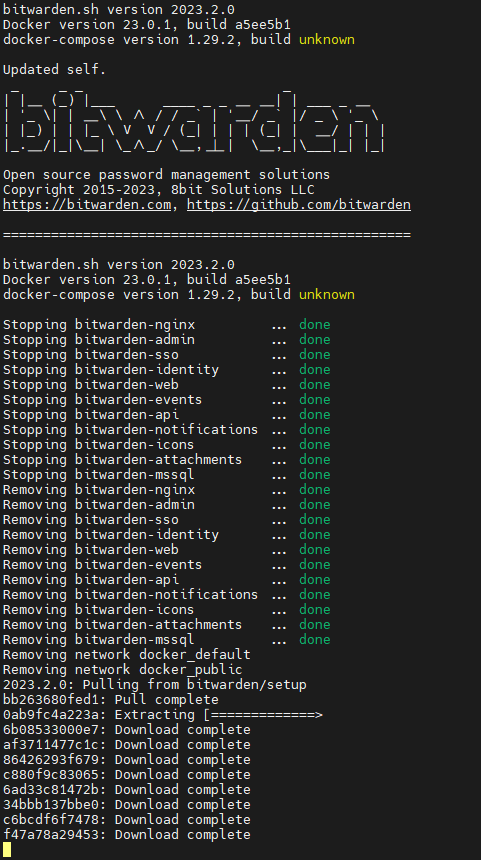 bitwarden.sh version 2023.2.0
Docker version 23.0.1, build a5ee5b1
docker-compose version 1.29.2, build unknown
Updated self.
bitwarden
Open source password management solutions
Copyright 2015-2023, 8bit Solutions LLC
https://bitwarden.com, https://github.com/bitwarden
===================================================
bitwarden.sh version 2023.2.0
Docker version 23.0.1, build a5ee5b1
docker-compose version 1.29.2, build unknown
Stopping bitwarden-nginx ... done
Stopping bitwarden-admin ... done
Stopping bitwarden-sso ... done
Stopping bitwarden-identity ... done
Stopping bitwarden-web ... done
Stopping bitwarden-events ... done
Stopping bitwarden-api ... done
Stopping bitwarden-notifications ... done
Stopping bitwarden-icons ... done
Stopping bitwarden-attachments ... done
Stopping bitwarden-mssql ... done
Removing bitwarden-nginx ... done
Removing bitwarden-admin ... done
Removing bitwarden-sso ... done
Removing bitwarden-identity ... done
Removing bitwarden-web ... done
Removing bitwarden-events ... done
Removing bitwarden-api ... done
Removing bitwarden-notifications ... done
Removing bitwarden-icons ... done
Removing bitwarden-attachments ... done
Removing bitwarden-mssql ... done
Removing network docker_default
Removing network docker_public
2023.2.0: Pulling from bitwarden/setup
bb263680fed1: Pull complete
0ab9fc4a223a: Extracting [=============>
6b08533000e7: Download complete
af3711477c1c: Download complete
86426293f679: Download complete
c880f9c83065: Download complete
6ad33c81472b: Download complete
34bbb137bbe0: Download complete
c6bcdf6f7478: Download complete
f47a78a29453: Download complete